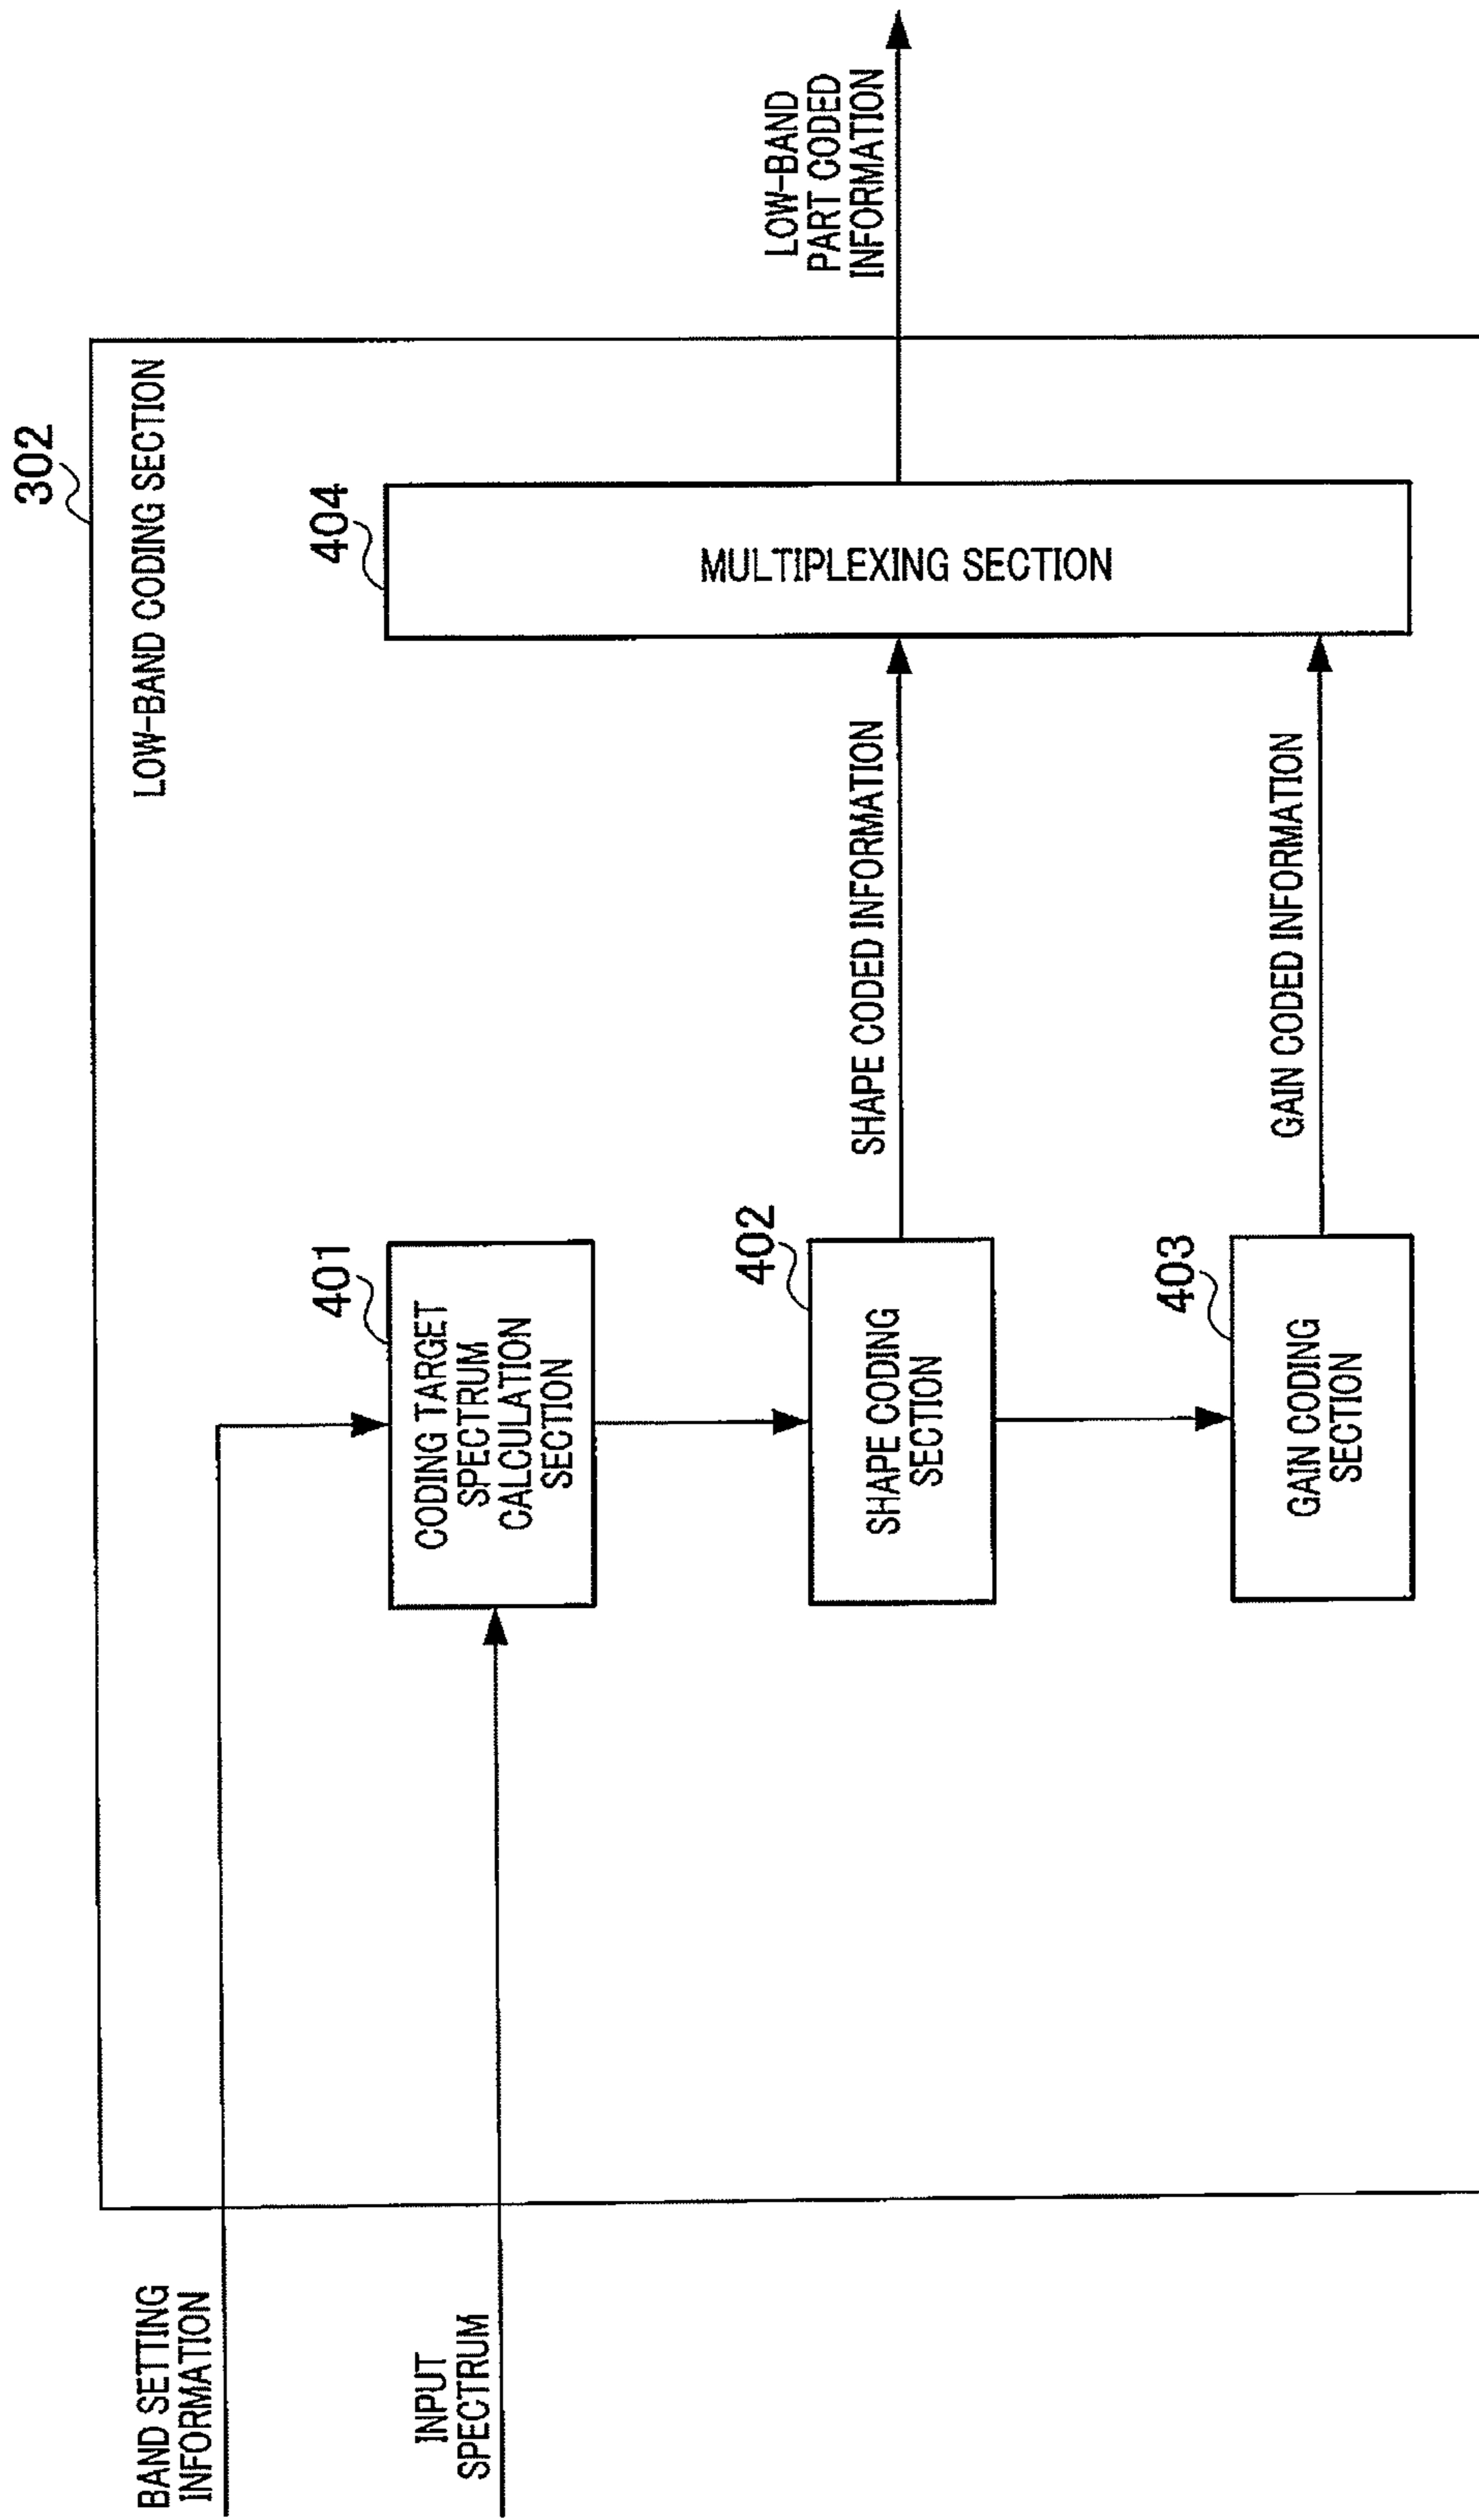 302
LOW-BAND CODING SECTION
BAND SETTING
INFORMATION
401
404
INPUT
SPECTRUM
CODING TARGET
SPECTRUM
CALCULATION
SECTION
MULTIPLEXING SECTION
LOW-BAND
PART CODED
INFORMATION
402
SHAPE CODING
SECTION
SHAPE CODED INFORMATION
403
GAIN CODING
SECTION
GAIN CODED INFORMATION